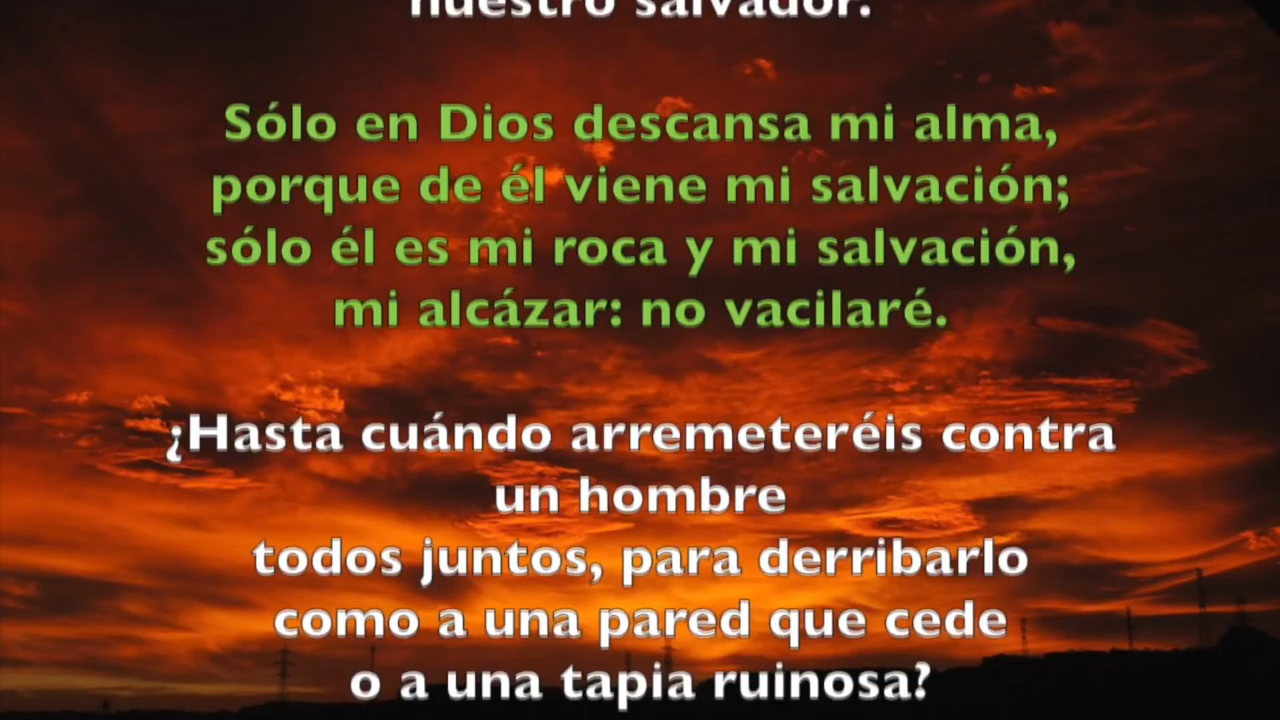 nuestro salvador.
Sólo en Dios descansa mi alma,
porque de él viene mi salvación;
sólo él es mi roca y mi salvación,
mi alcázar: no vacilaré.
¿Hasta cuándo arremeteréis contra
un hombre
todos juntos, para derribarlo
como a una pared que cede
o a una tapia ruinosa?